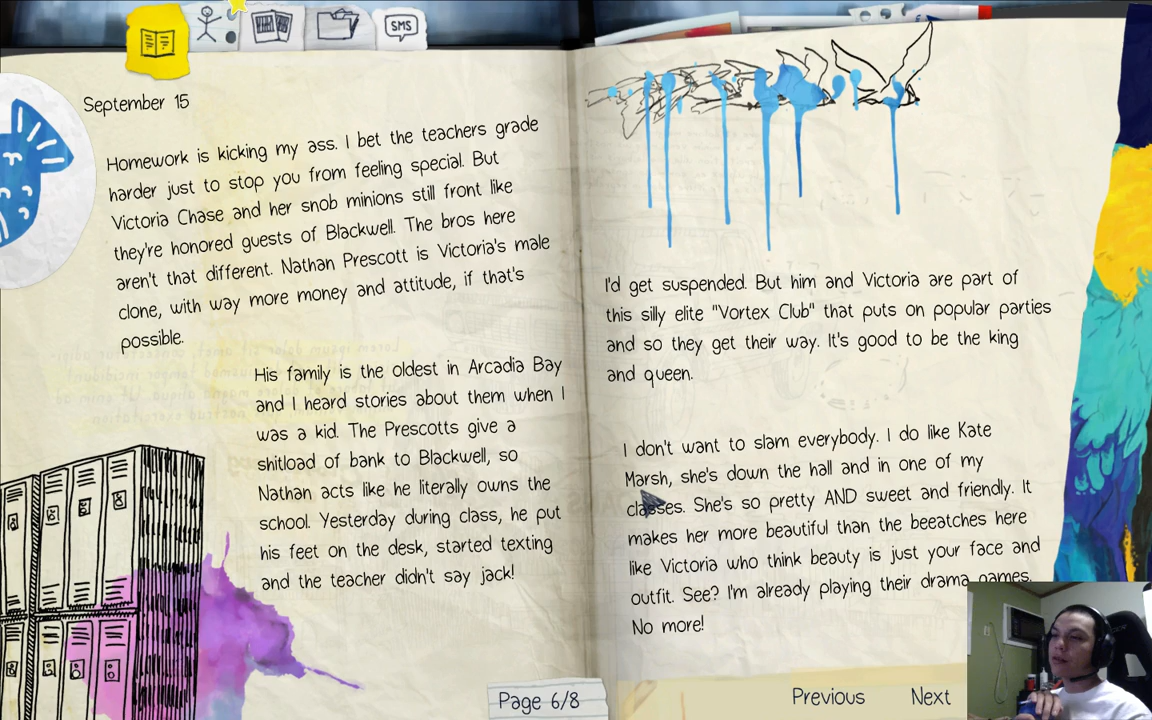 SMS
September 15
Homework is kicking my ass. I bet the teachers grade
harder just to stop you from feeling special. But
Victoria Chase and her snob minions still front like
they're honored guests of Blackwell. The bros here
aren't that different. Nathan Prescott is Victoria's male
clone, with way more money and attitude, if that's
possible.
His family is the oldest in Arcadia Bay
and I heard stories about them when I
was a kid. The Prescotts give a
shitload of bank to Blackwell, so
Nathan acts like he literally owns the
school. Yesterday during class, he put
his feet on the desk, started texting
and the teacher didn't say jack!
I'd get suspended. But him and Victoria are part of
this silly elite "Vortex Club" that puts on popular parties
and so they get their way. It's good to be the king
and queen.
I don't want to slam everybody. I do like Kate
Marsh, she's down the hall and in one of my
classes. She's so pretty AND sweet and friendly. It
makes her more beautiful than the beeatches here
like Victoria who think beauty is just your face and
outfit. See? I'm already playing their drama games.
No more!
Page 6/8
Previous
Next